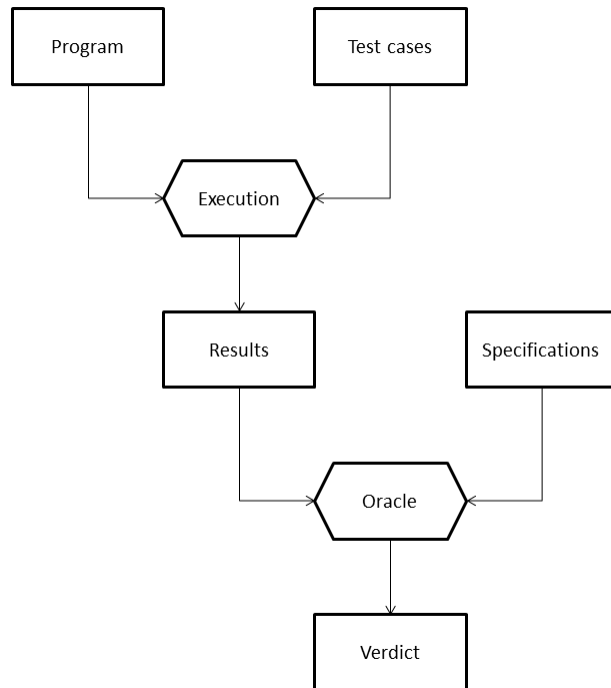 Program
Test cases
Execution
Results
Specifications
Oracle
Verdict